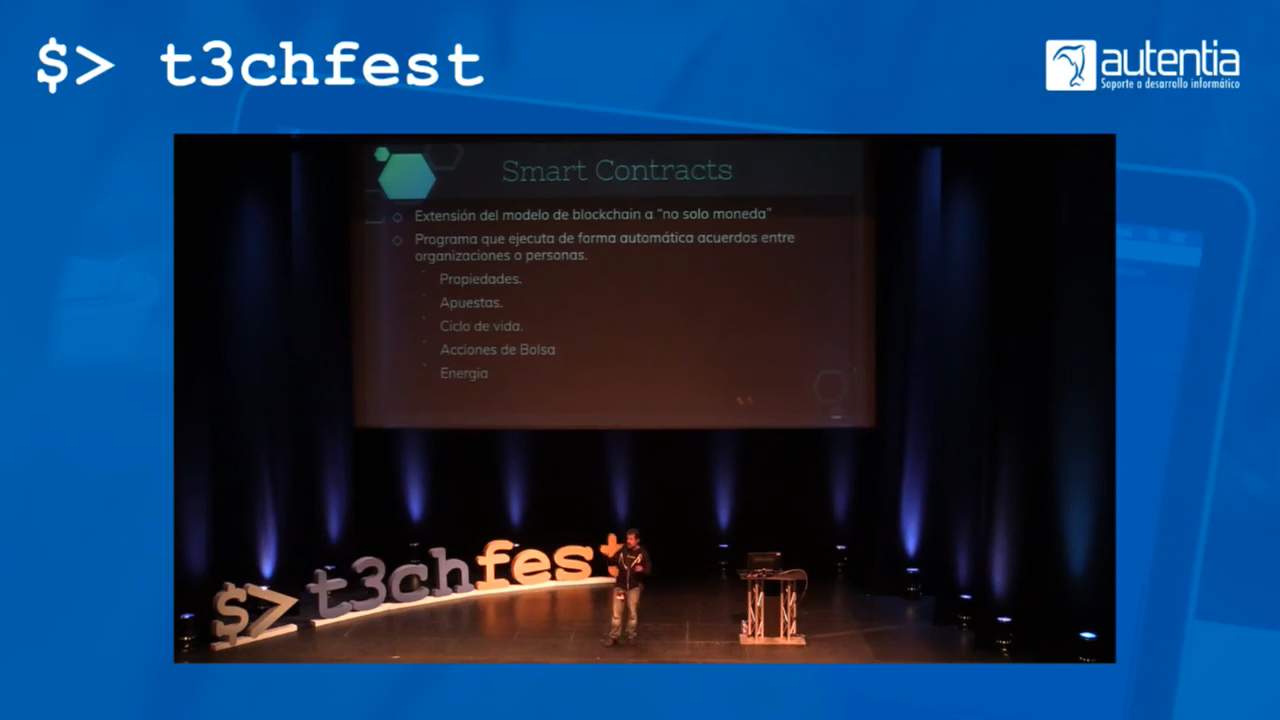 $> t3chfest
autentia
Soporte a desarrollo informático
Smart Contracts
Extensión del modelo de blockchain a “no solo moneda”
Programa que ejecuta de forma automática acuerdos entre
organizaciones o personas.
Propiedades.
Apuestas.
Ciclo de vida.
Acciones de Bolsa
Energia
$> t3chfest